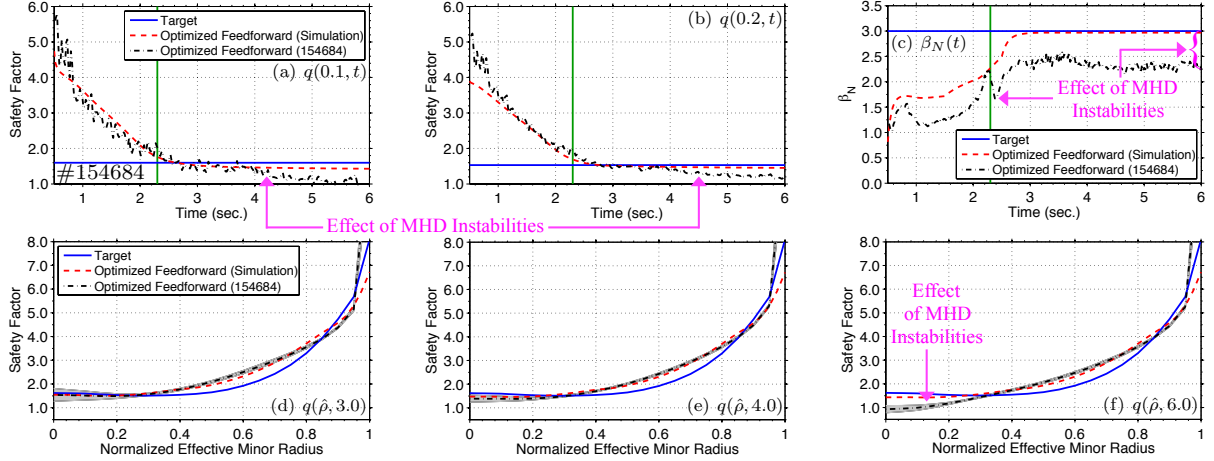 Target
Optimized Feedforward (Simulation)
Optimized Feedforward (154684)
(a) q(0.1, t)
#154684
Safety Factor
6.0
5.0
4.0
3.0
2.0
1.0
1 2 3 4 5 6
Time (sec.)
(b) q(0.2, t)
Safety Factor
6.0
5.0
4.0
3.0
2.0
1.0
1 2 3 4 5 6
Time (sec.)
(c) β_N(t)
β_N
3.5
3.0
2.5
2.0
1.5
1.0
0.5
0.0
Effect of MHD
Instabilities
Target
Optimized Feedforward (Simulation)
Optimized Feedforward (154684)
1 2 3 4 5 6
Time (sec.)
Effect of MHD Instabilities
Target
Optimized Feedforward (Simulation)
Optimized Feedforward (154684)
Safety Factor
8.0
7.0
6.0
5.0
4.0
3.0
2.0
1.0
(d) q(ρ̂, 3.0)
0 0.2 0.4 0.6 0.8 1
Normalized Effective Minor Radius
Safety Factor
8.0
7.0
6.0
5.0
4.0
3.0
2.0
1.0
(e) q(ρ̂, 4.0)
0 0.2 0.4 0.6 0.8 1
Normalized Effective Minor Radius
Target
Optimized Feedforward (Simulation)
Optimized Feedforward (154684)
Safety Factor
8.0
7.0
6.0
5.0
4.0
3.0
2.0
1.0
Effect
of MHD
Instabilities
(f) q(ρ̂, 6.0)
0 0.2 0.4 0.6 0.8 1
Normalized Effective Minor Radius